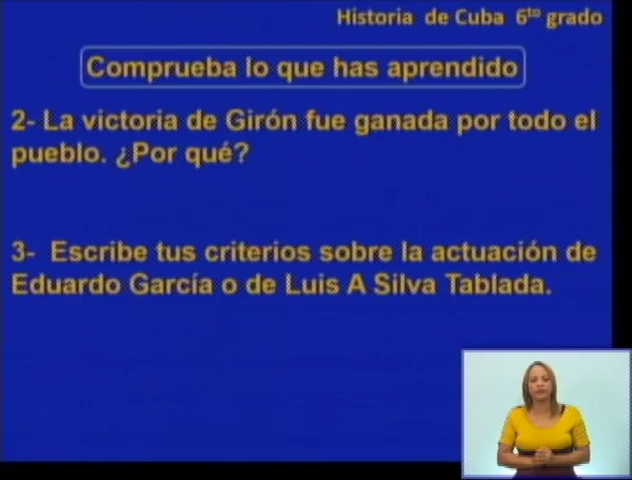 Historia de Cuba 6to grado
Comprueba lo que has aprendido
2- La victoria de Girón fue ganada por todo el
pueblo. ¿Por qué?
3- Escribe tus criterios sobre la actuación de
Eduardo García o de Luis A Silva Tablada.